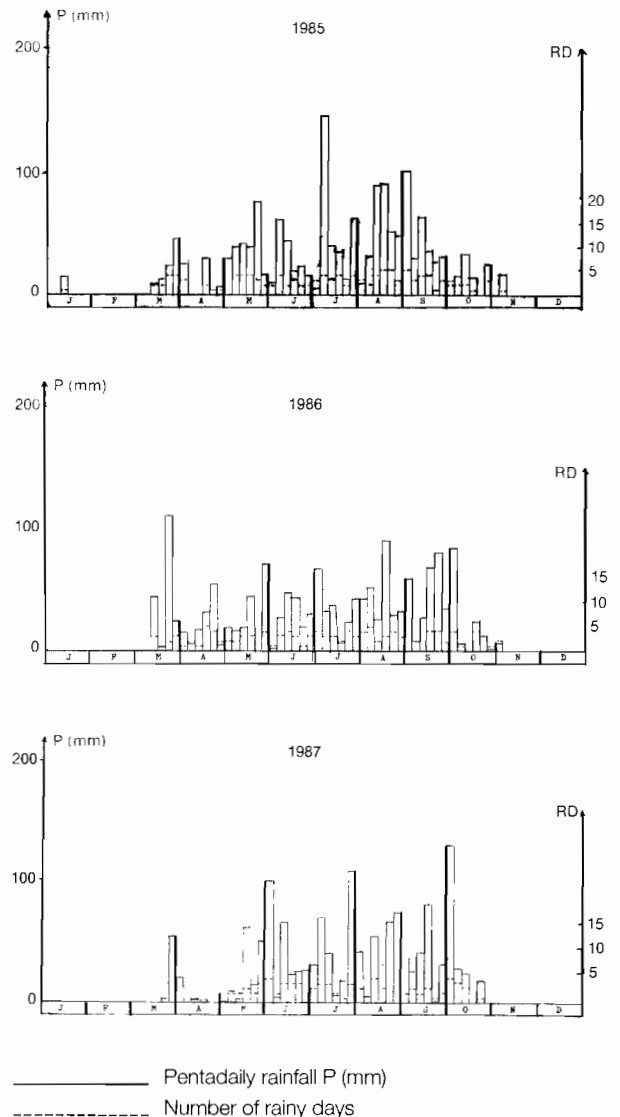 P (mm)
1985
200
RD
100
20
15
10
5
0
J F M A M J J A S O N D
P (mm)
200
1986
RD
100
15
10
5
0
J F M A M J J A S O N D
P (mm)
1987
200
RD
100
15
10
5
0
J F M A M J J A S O N D
Pentadaily rainfall P (mm)
Number of rainy days